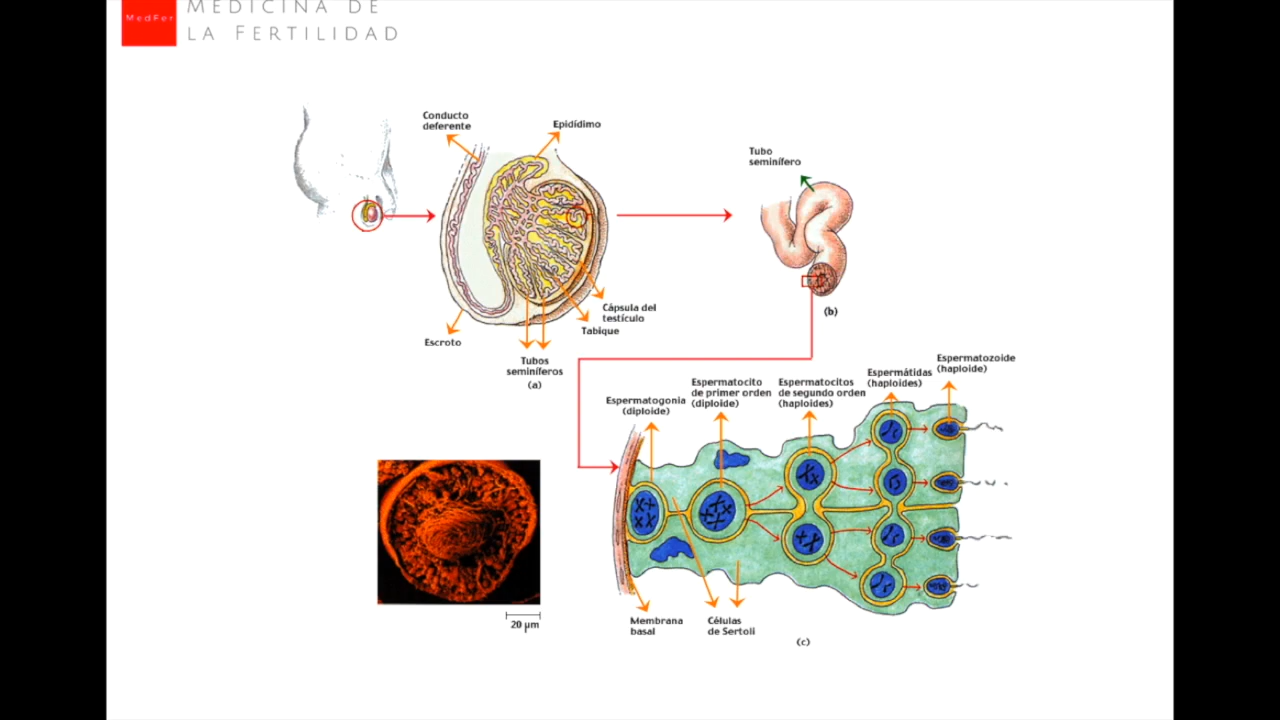 MedFer
MEDICINA DE
LA FERTILIDAD
Conducto
deferente
Epidídimo
Cápsula del
testículo
Tabique
Escroto
Tubos
seminíferos
(a)
Tubo
seminífero
(b)
Espermatogonia
(diploide)
Espermatocito
de primer orden
(diploide)
Espermatocitos
de segundo orden
(haploides)
Espermátidas
(haploides)
Espermatozoide
(haploide)
Membrana
basal
Células
de Sertoli
(c)
20 µm